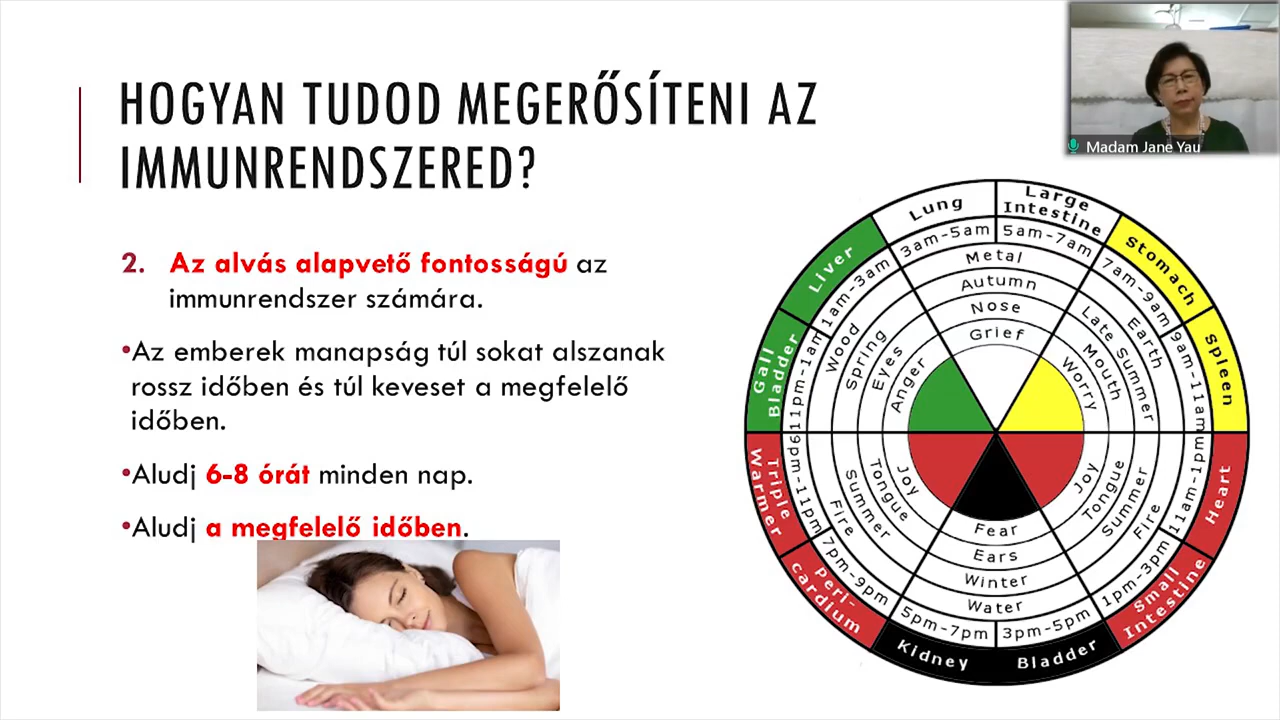 HOGYAN TUDOD MEGERŐSÍTENI AZ
IMMUNRENDSZERED?
Madam Jane Yau
2. Az alvás alapvető fontosságú az
immunrendszer számára.
•Az emberek manapság túl sokat alszanak
rossz időben és túl keveset a megfelelő
időben.
•Aludj 6-8 órát minden nap.
•Aludj a megfelelő időben.
Lung
3am-5am
Large
Intestine
5am-7am
Metal
Autumn
Nose
Grief
Stomach
7am-9am
Spleen
9am-11am
Earth
Late Summer
Mouth
Worry
Heart
11am-1pm
Small
Intestine
1pm-3pm
Fire
Summer
Tongue
Joy
Bladder
3pm-5pm
Kidney
5pm-7pm
Water
Winter
Ears
Fear
Peri-
cardium
7pm-9pm
Triple
Warmer
9pm-11pm
Fire
Summer
Tongue
Joy
Gall
Bladder
11pm-1am
Liver
1am-3am
Wood
Spring
Eyes
Anger